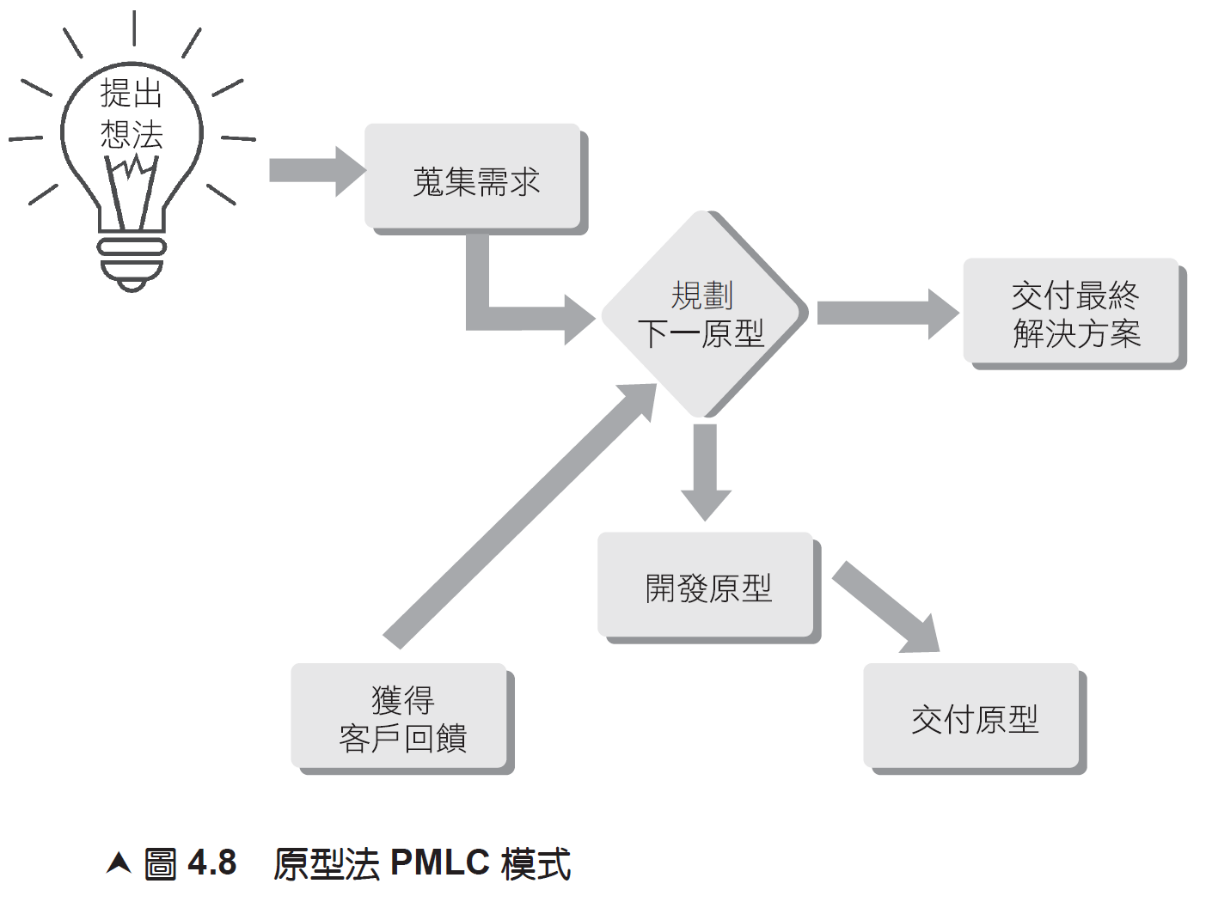 提出
想法
蒐集需求
規劃
下一原型
交付最終
解決方案
開發原型
交付原型
獲得
客戶回饋
圖 4.8 原型法 PMLC 模式